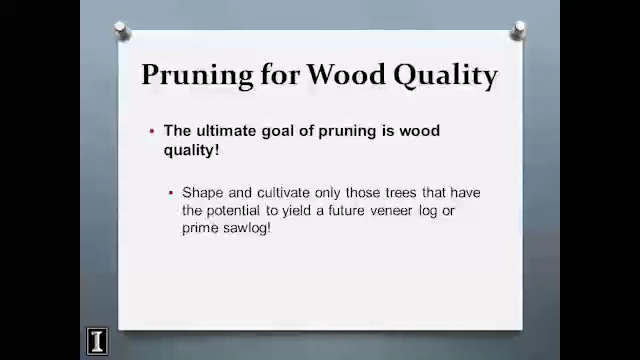 Pruning for Wood Quality
• The ultimate goal of pruning is wood
quality!
• Shape and cultivate only those trees that have
the potential to yield a future veneer log or
prime sawlog!
I